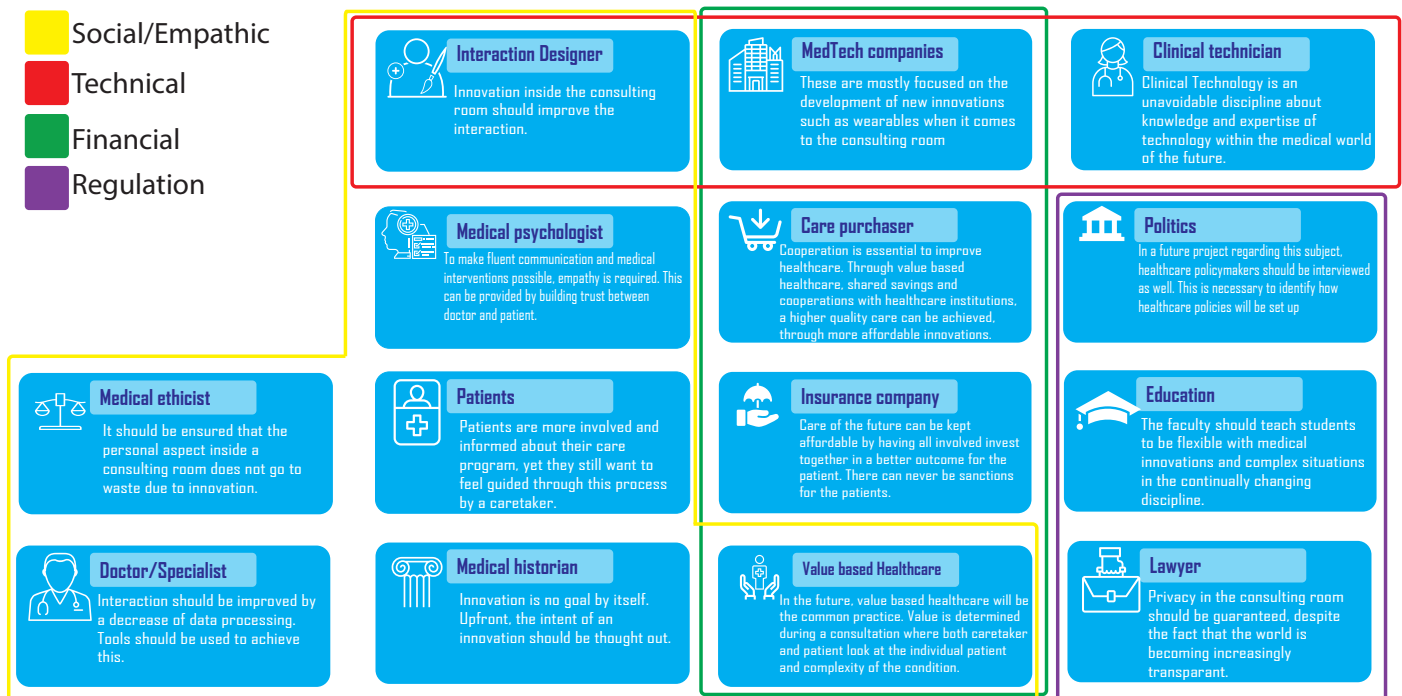 Social/Empathic
Technical
Financial
Regulation
Interaction Designer
Innovation inside the consulting
room should improve the
interaction.
MedTech companies
These are mostly focused on the
development of new innovations
such as wearables when it comes
to the consulting room
Clinical technician
Clinical Technology is an
unavoidable discipline about
knowledge and expertise of
technology within the medical world
of the future.
Medical psychologist
To make fluent communication and medical
interventions possible, empathy is required. This
can be provided by building trust between
doctor and patient.
Care purchaser
Cooperation is essential to improve
healthcare. Through value based
healthcare, shared savings and
cooperations with healthcare institutions,
a higher quality care can be achieved,
through more affordable innovations.
Politics
In a future project regarding this subject,
healthcare policymakers should be interviewed
as well. This is necessary to identify how
healthcare policies will be set up
Medical ethicist
It should be ensured that the
personal aspect inside a
consulting room does not go to
waste due to innovation.
Patients
Patients are more involved and
informed about their care
program, yet they still want to
feel guided through this process
by a caretaker.
Insurance company
Care of the future can be kept
affordable by having all involved invest
together in a better outcome for the
patient. There can never be sanctions
for the patients.
Education
The faculty should teach students
to be flexible with medical
innovations and complex situations
in the continually changing
discipline.
Doctor/Specialist
Interaction should be improved by
a decrease of data processing.
Tools should be used to achieve
this.
Medical historian
Innovation is no goal by itself.
Upfront, the intent of an
innovation should be thought out.
Value based Healthcare
In the future, value based healthcare will be
the common practice. Value is determined
during a consultation where both caretaker
and patient look at the individual patient
and complexity of the condition.
Lawyer
Privacy in the consulting room
should be guaranteed, despite
the fact that the world is
becoming increasingly
transparant.